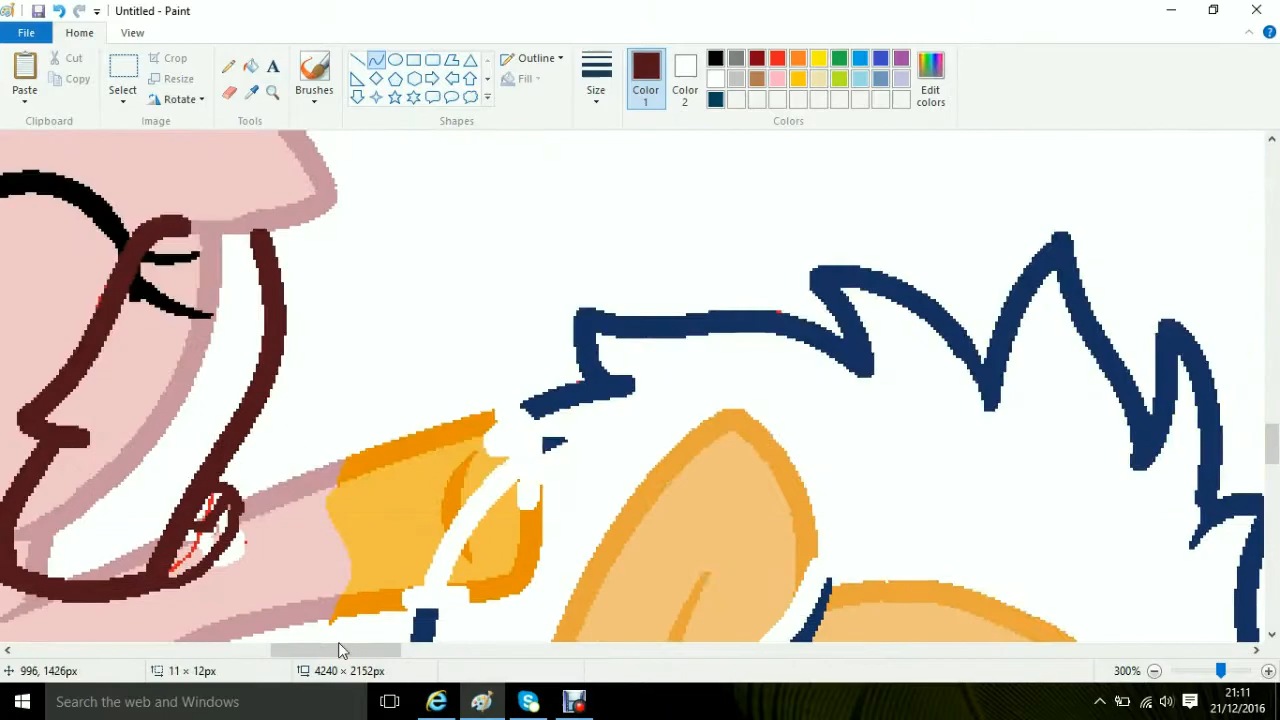 Untitled - Paint
File
Home
View
Paste
Cut
Copy
Clipboard
Select
Crop
Resize
Rotate
Image
Tools
Brushes
Shapes
Outline
Fill
Size
Color 1
Color 2
Edit colors
Colors
996, 1426px
11 × 12px
4240 × 2152px
300%
Search the web and Windows
21:11
21/12/2016